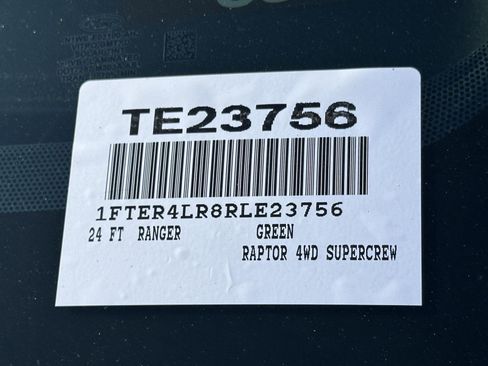 TE23756
1FTER4LR8RLE23756
24 FT RANGER GREEN
RAPTOR 4WD SUPERCREW